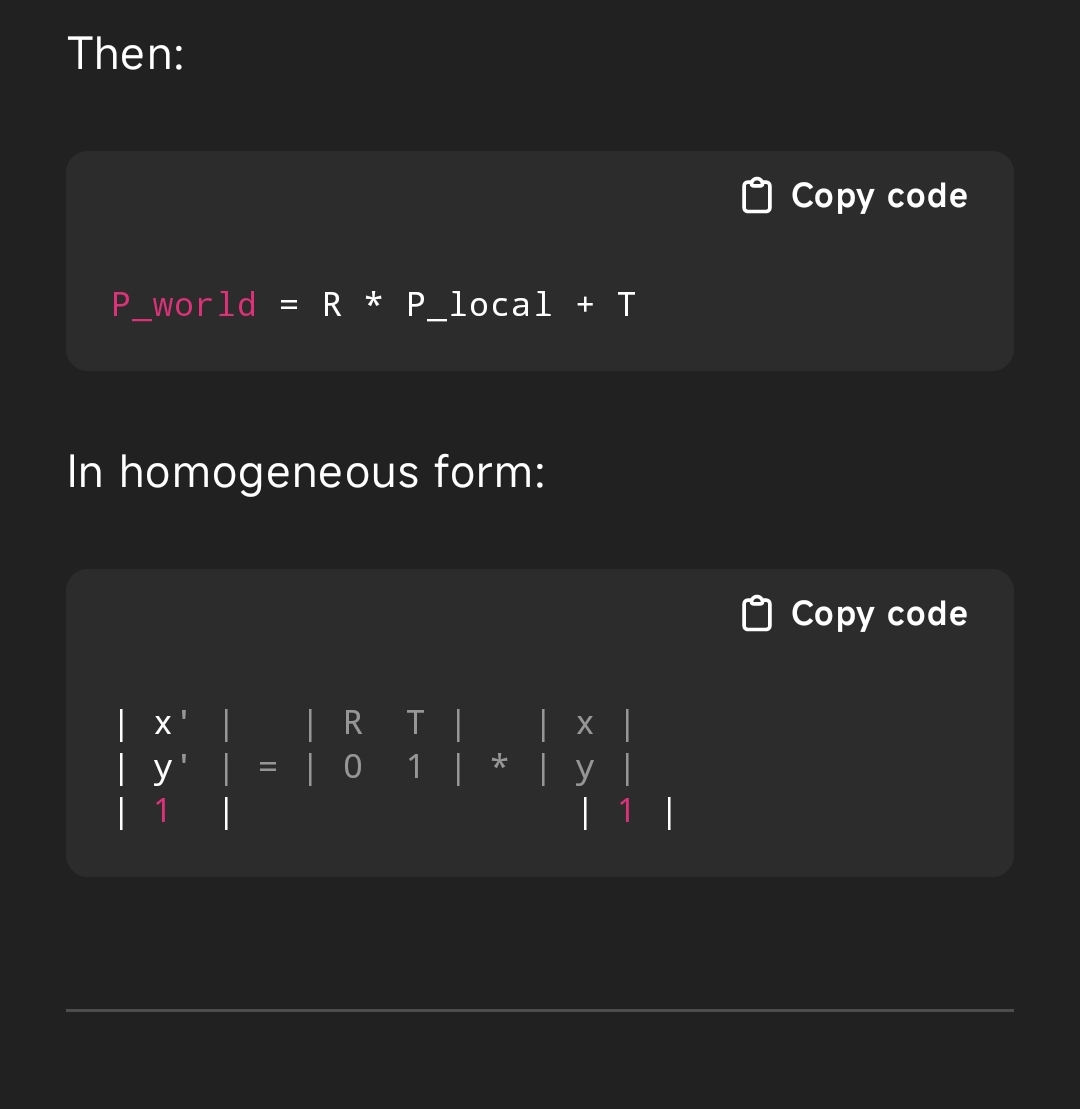 Then:
Copy code
P_world = R * P_local + T
In homogeneous form:
Copy code
| x' |   | R  T |   | x |
| y' | = | 0  1 | * | y |
| 1  |                | 1 |